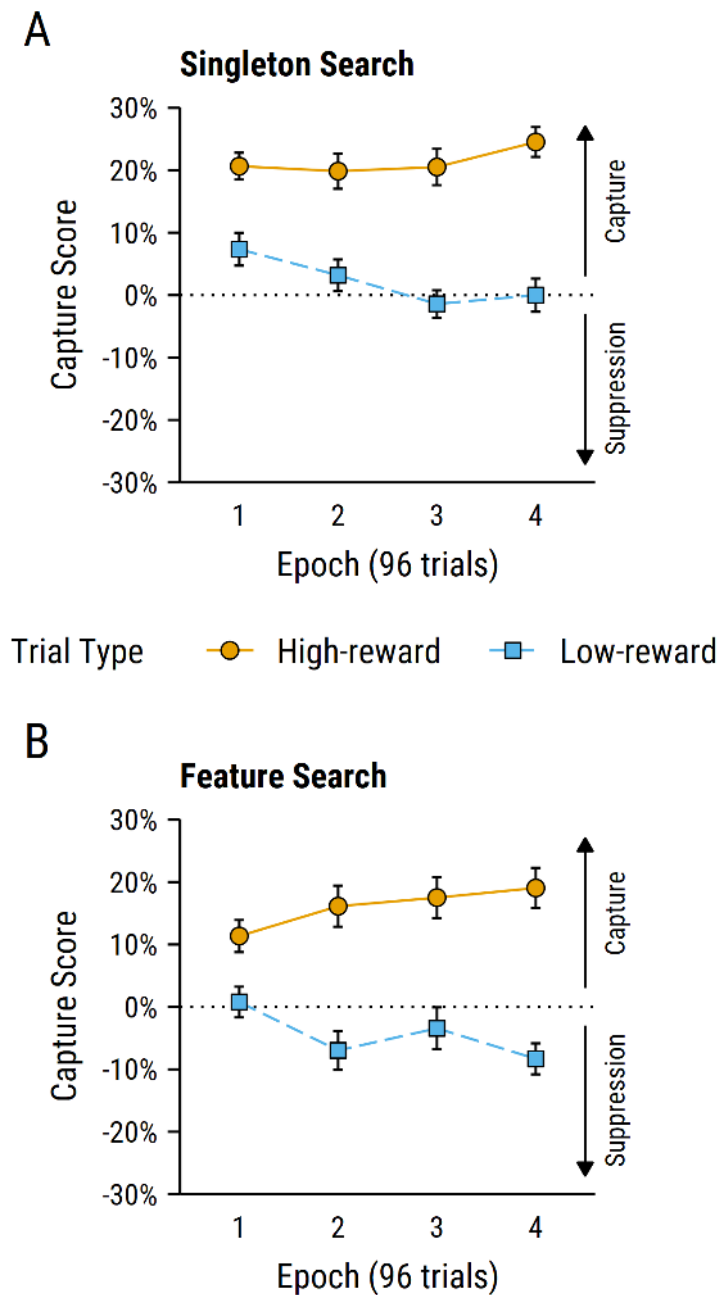 A
Singleton Search
30%
20%
10%
0%
-10%
-20%
-30%
Capture Score
Capture
Suppression
1 2 3 4
Epoch (96 trials)
Trial Type High-reward Low-reward
B
Feature Search
30%
20%
10%
0%
-10%
-20%
-30%
Capture Score
Capture
Suppression
1 2 3 4
Epoch (96 trials)